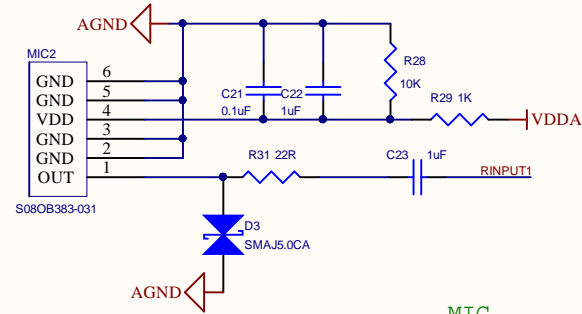 AGND
MIC2
GND 6
GND 5
VDD 4
GND 3
GND 2
OUT 1
S08OB383-031
C21
0.1uF
C22
1uF
R28
10K
R29 1K
VDDA
R31 22R
C23 1uF
RINPUT1
D3
SMAJ5.0CA
AGND
MIC